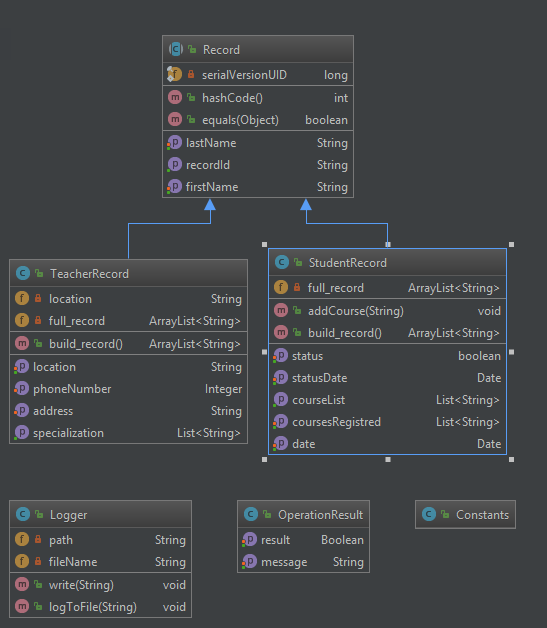 Record
serialVersionUID long
hashCode() int
equals(Object) boolean
lastName String
recordId String
firstName String
TeacherRecord
location String
full_record ArrayList<String>
build_record() ArrayList<String>
location String
phoneNumber Integer
address String
specialization List<String>
StudentRecord
full_record ArrayList<String>
addCourse(String) void
build_record() ArrayList<String>
status boolean
statusDate Date
courseList List<String>
coursesRegistred List<String>
date Date
Logger
path String
fileName String
write(String) void
logToFile(String) void
OperationResult
result Boolean
message String
Constants